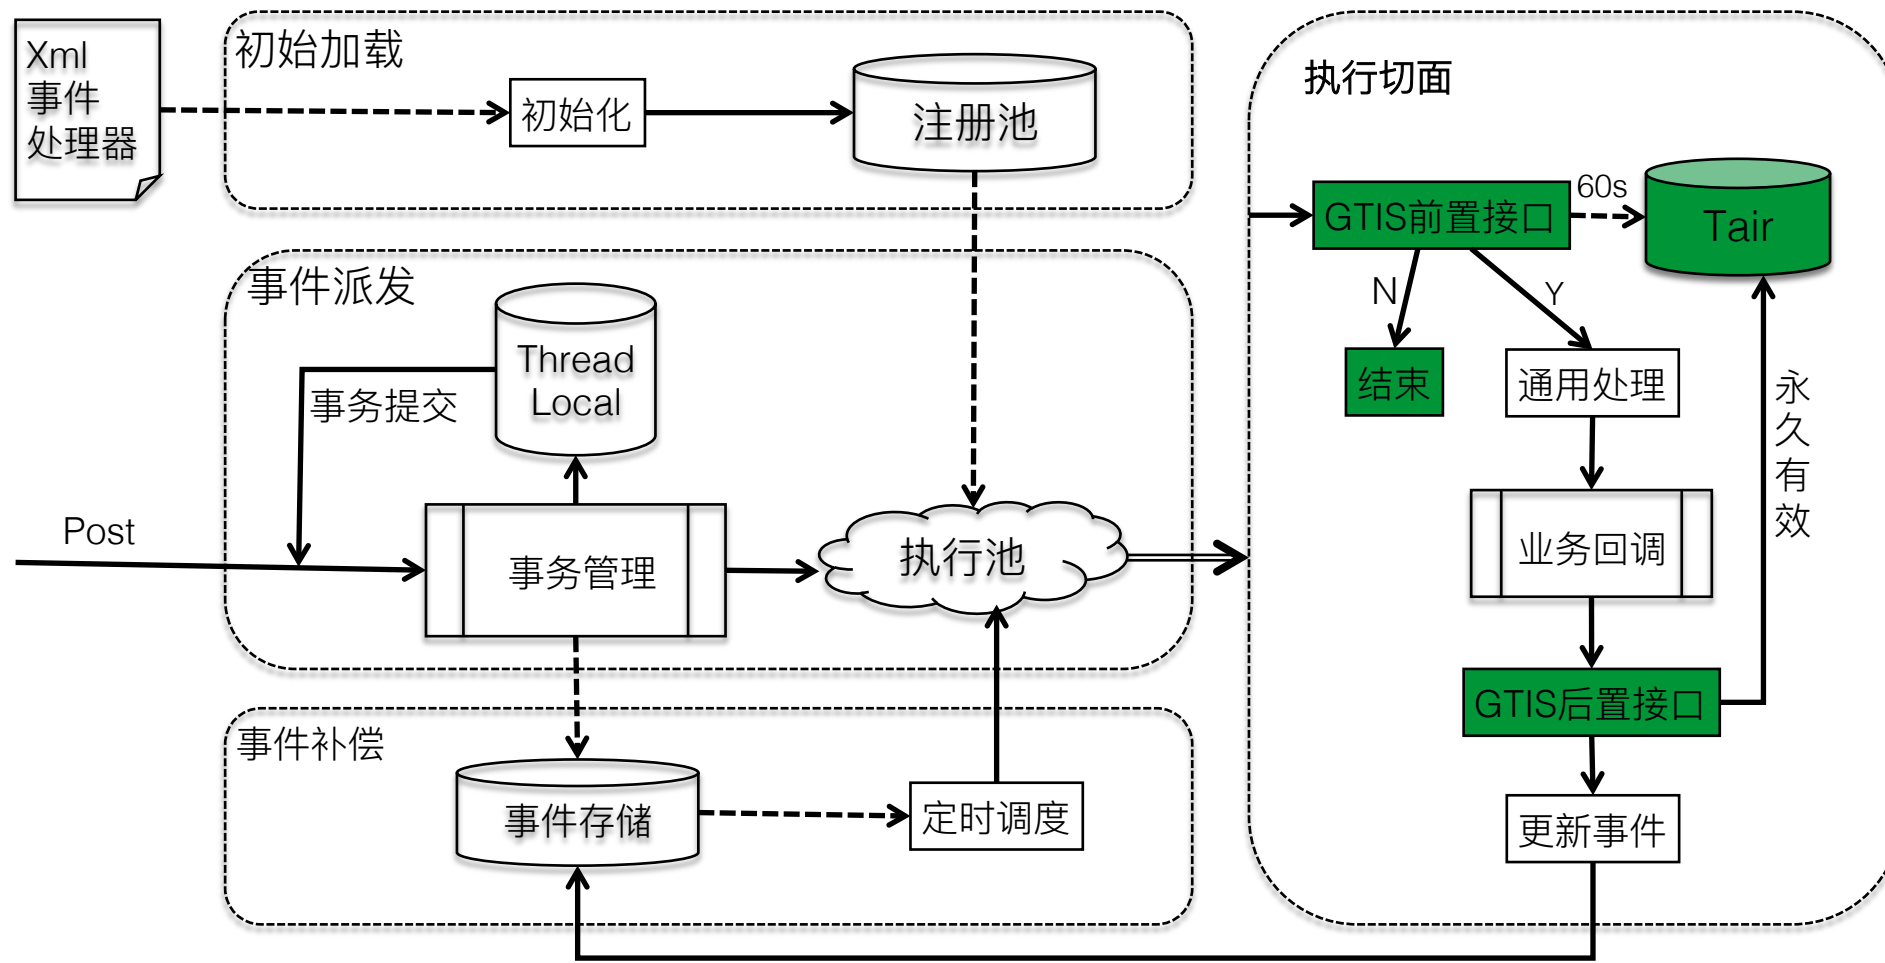 Xml
事件
处理器
初始加载
初始化
注册池
事件派发
Thread
Local
事务提交
Post
事务管理
执行池
事件补偿
事件存储
定时调度
执行切面
GTIS前置接口
60s
Tair
N
Y
结束
通用处理
永
久
有
效
业务回调
GTIS后置接口
更新事件